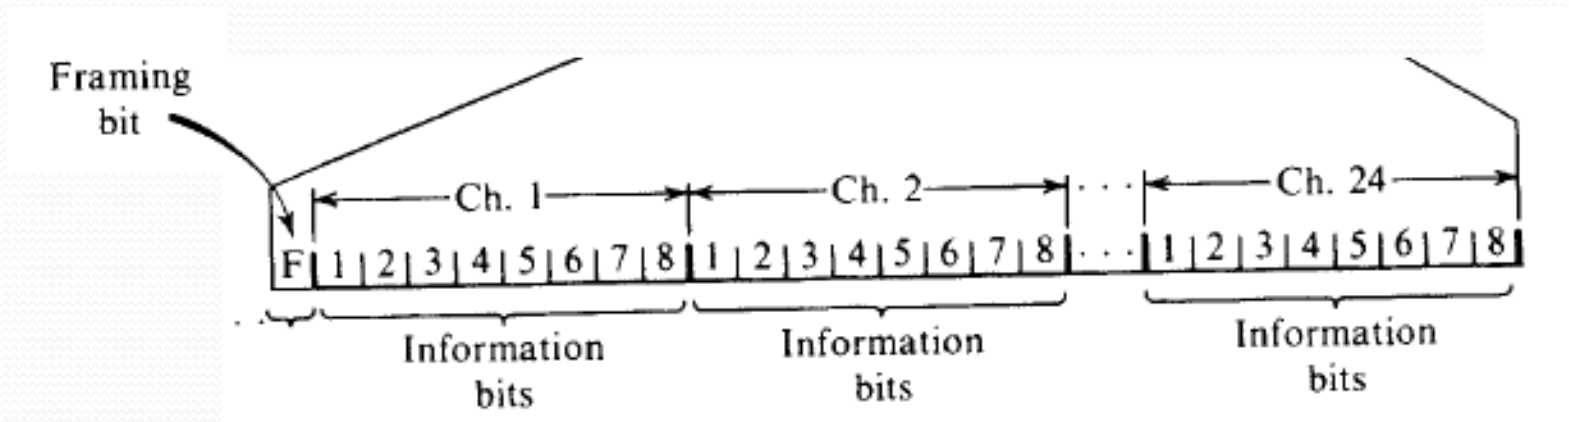 Framing
bit
Ch. 1 Ch. 2 . . . Ch. 24
F 1 2 3 4 5 6 7 8 1 2 3 4 5 6 7 8 . . . 1 2 3 4 5 6 7 8
. .
Information Information Information
bits bits bits